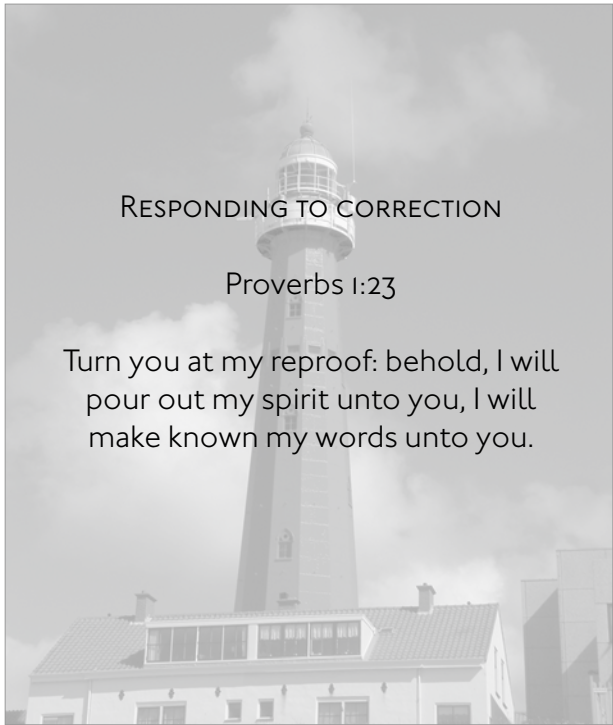 Responding to correction
Proverbs 1:23
Turn you at my reproof: behold, I will
pour out my spirit unto you, I will
make known my words unto you.